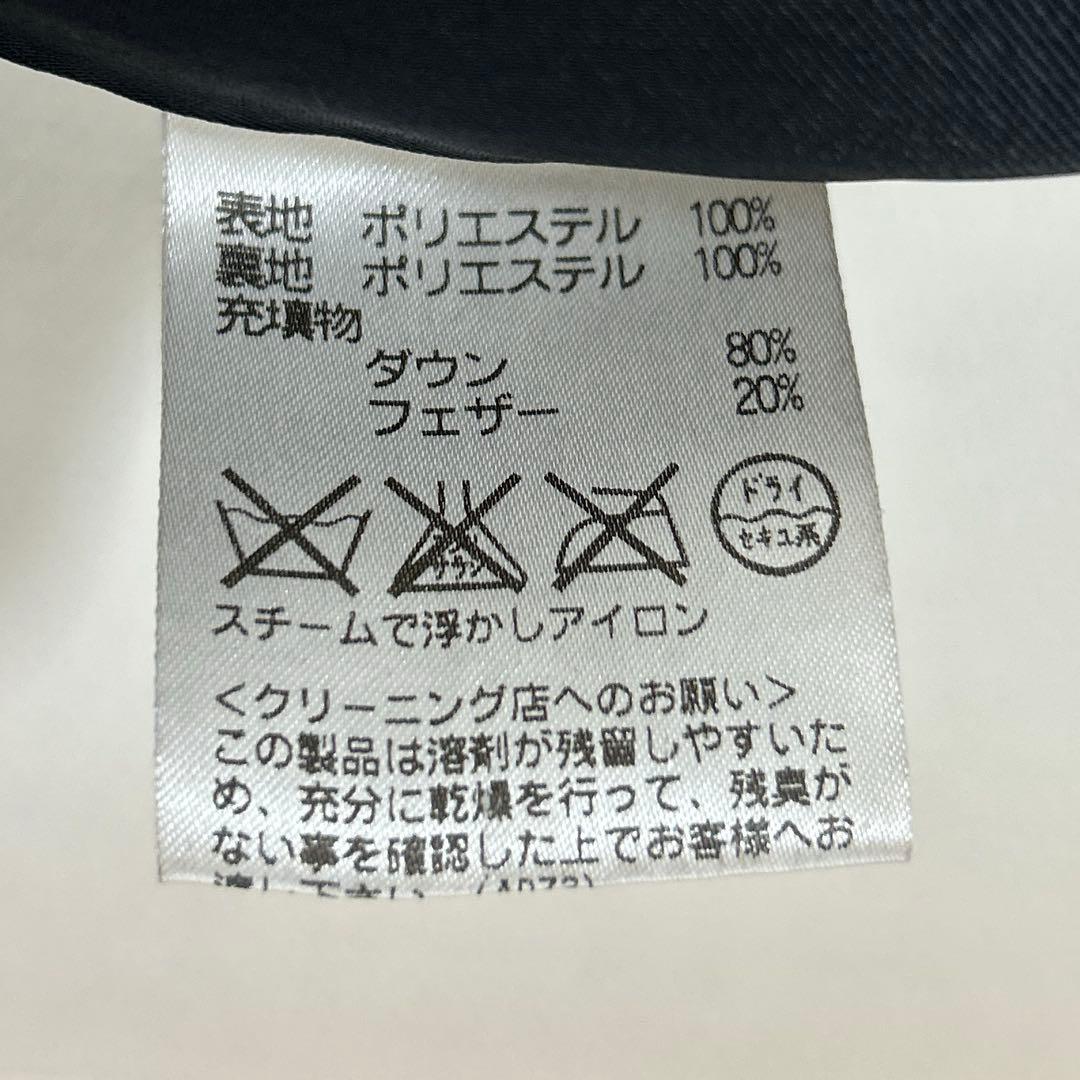 表地 ポリエステル 100%
裏地 ポリエステル 100%
充填物
ダウン 80%
フェザー 20%
ドライ
セキユ系
スチームで浮かしアイロン
<クリーニング店へのお願い>
この製品は溶剤が残留しやすいた
め、充分に乾燥を行って、残臭が
ない事を確認した上でお客様へお